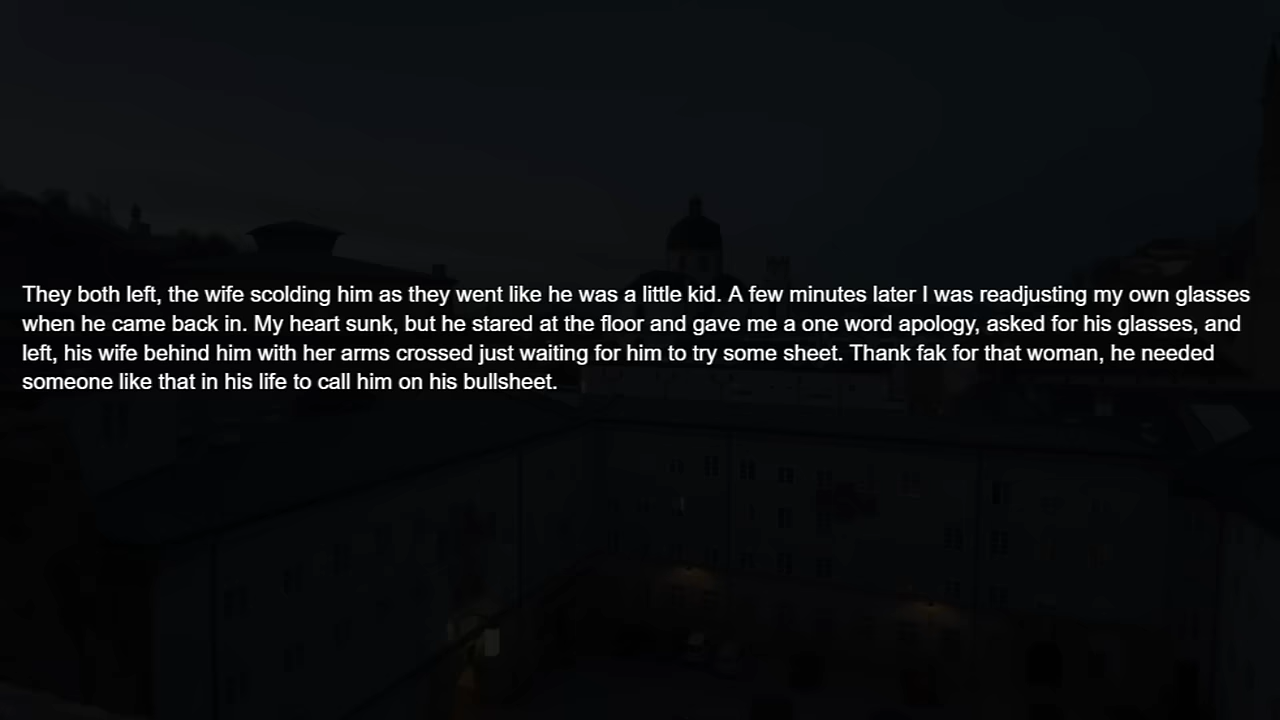 They both left, the wife scolding him as they went like he was a little kid. A few minutes later I was readjusting my own glasses
when he came back in. My heart sunk, but he stared at the floor and gave me a one word apology, asked for his glasses, and
left, his wife behind him with her arms crossed just waiting for him to try some sheet. Thank fak for that woman, he needed
someone like that in his life to call him on his bullsheet.